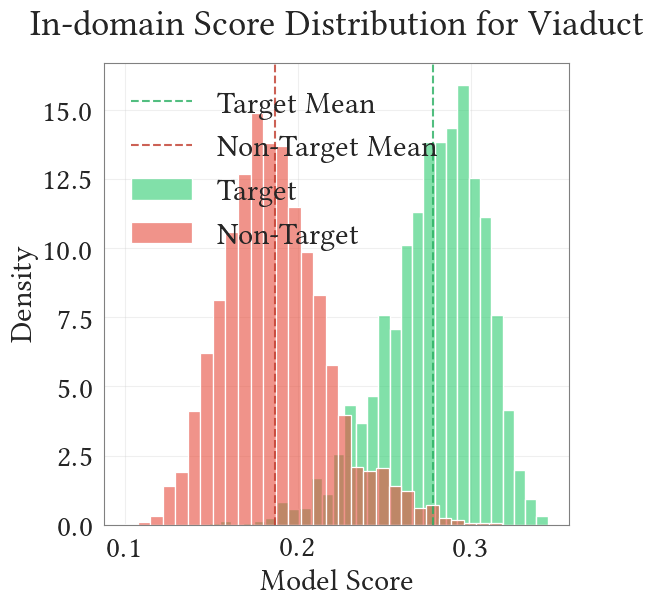 In-domain Score Distribution for Viaduct
Target Mean
Non-Target Mean
Target
Non-Target
15.0
12.5
10.0
7.5
5.0
2.5
0.0
Density
0.1
0.2
0.3
Model Score